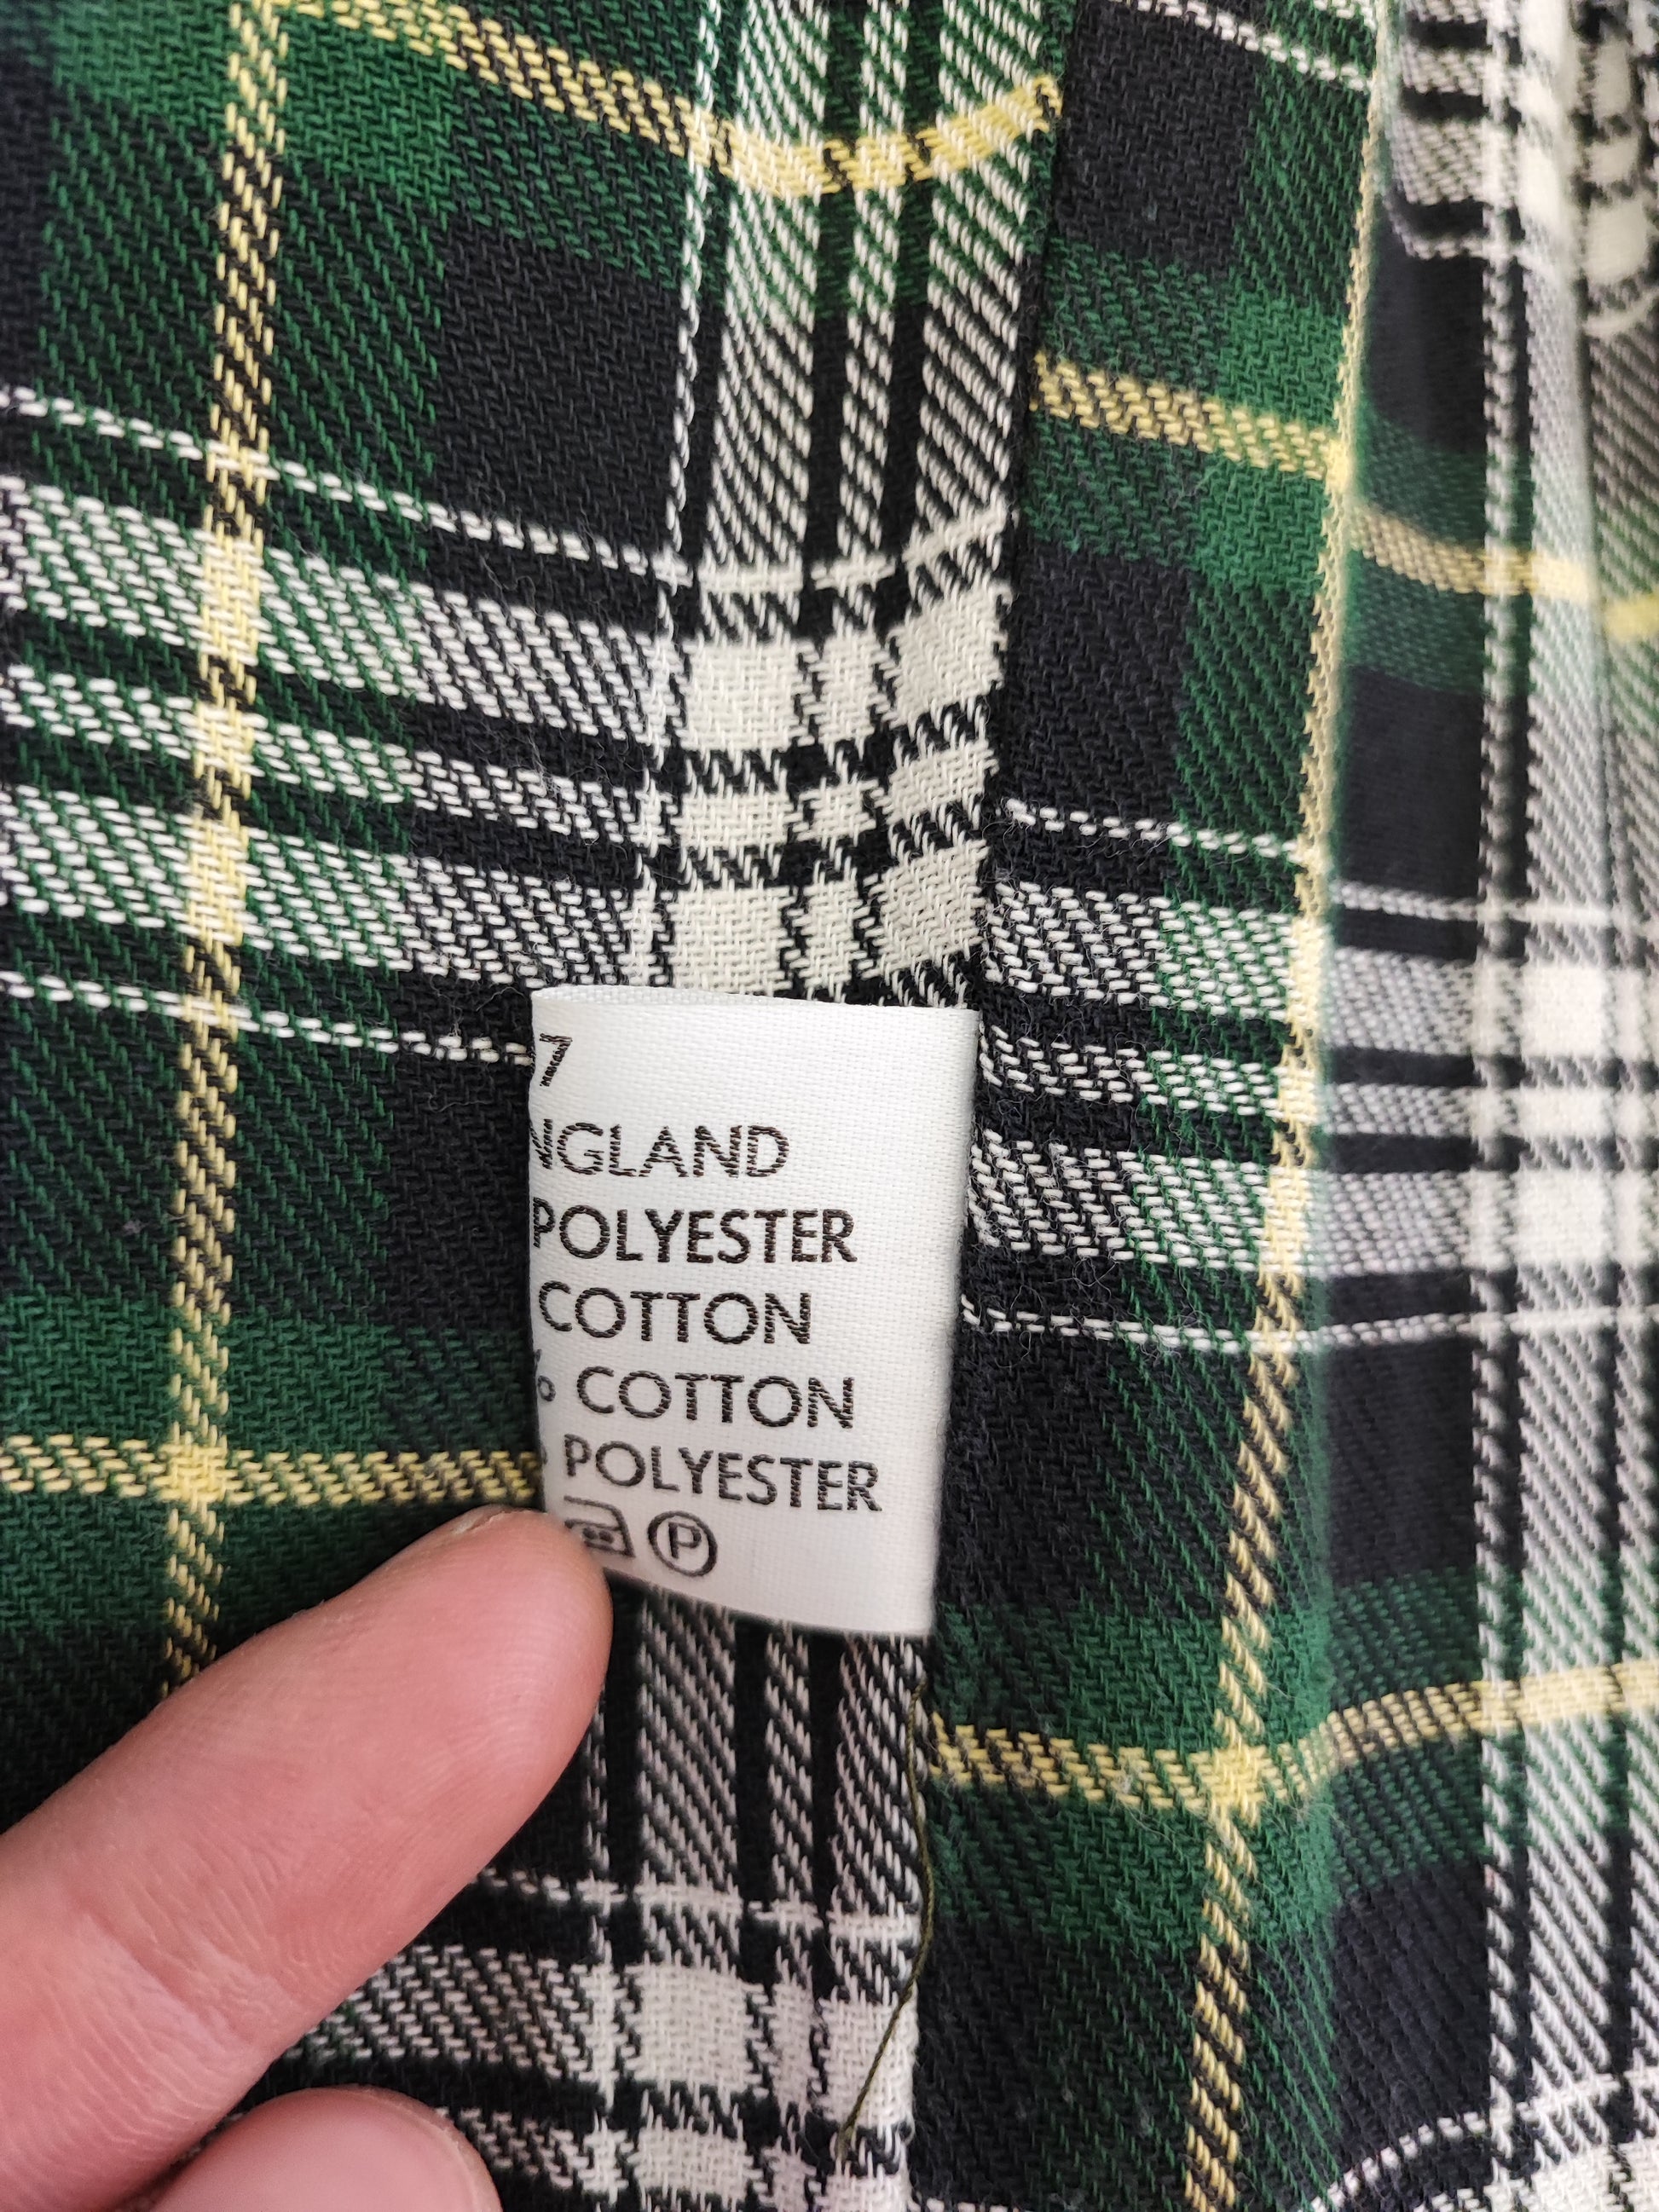 7
NGLAND
POLYESTER
COTTON
% COTTON
POLYESTER
P